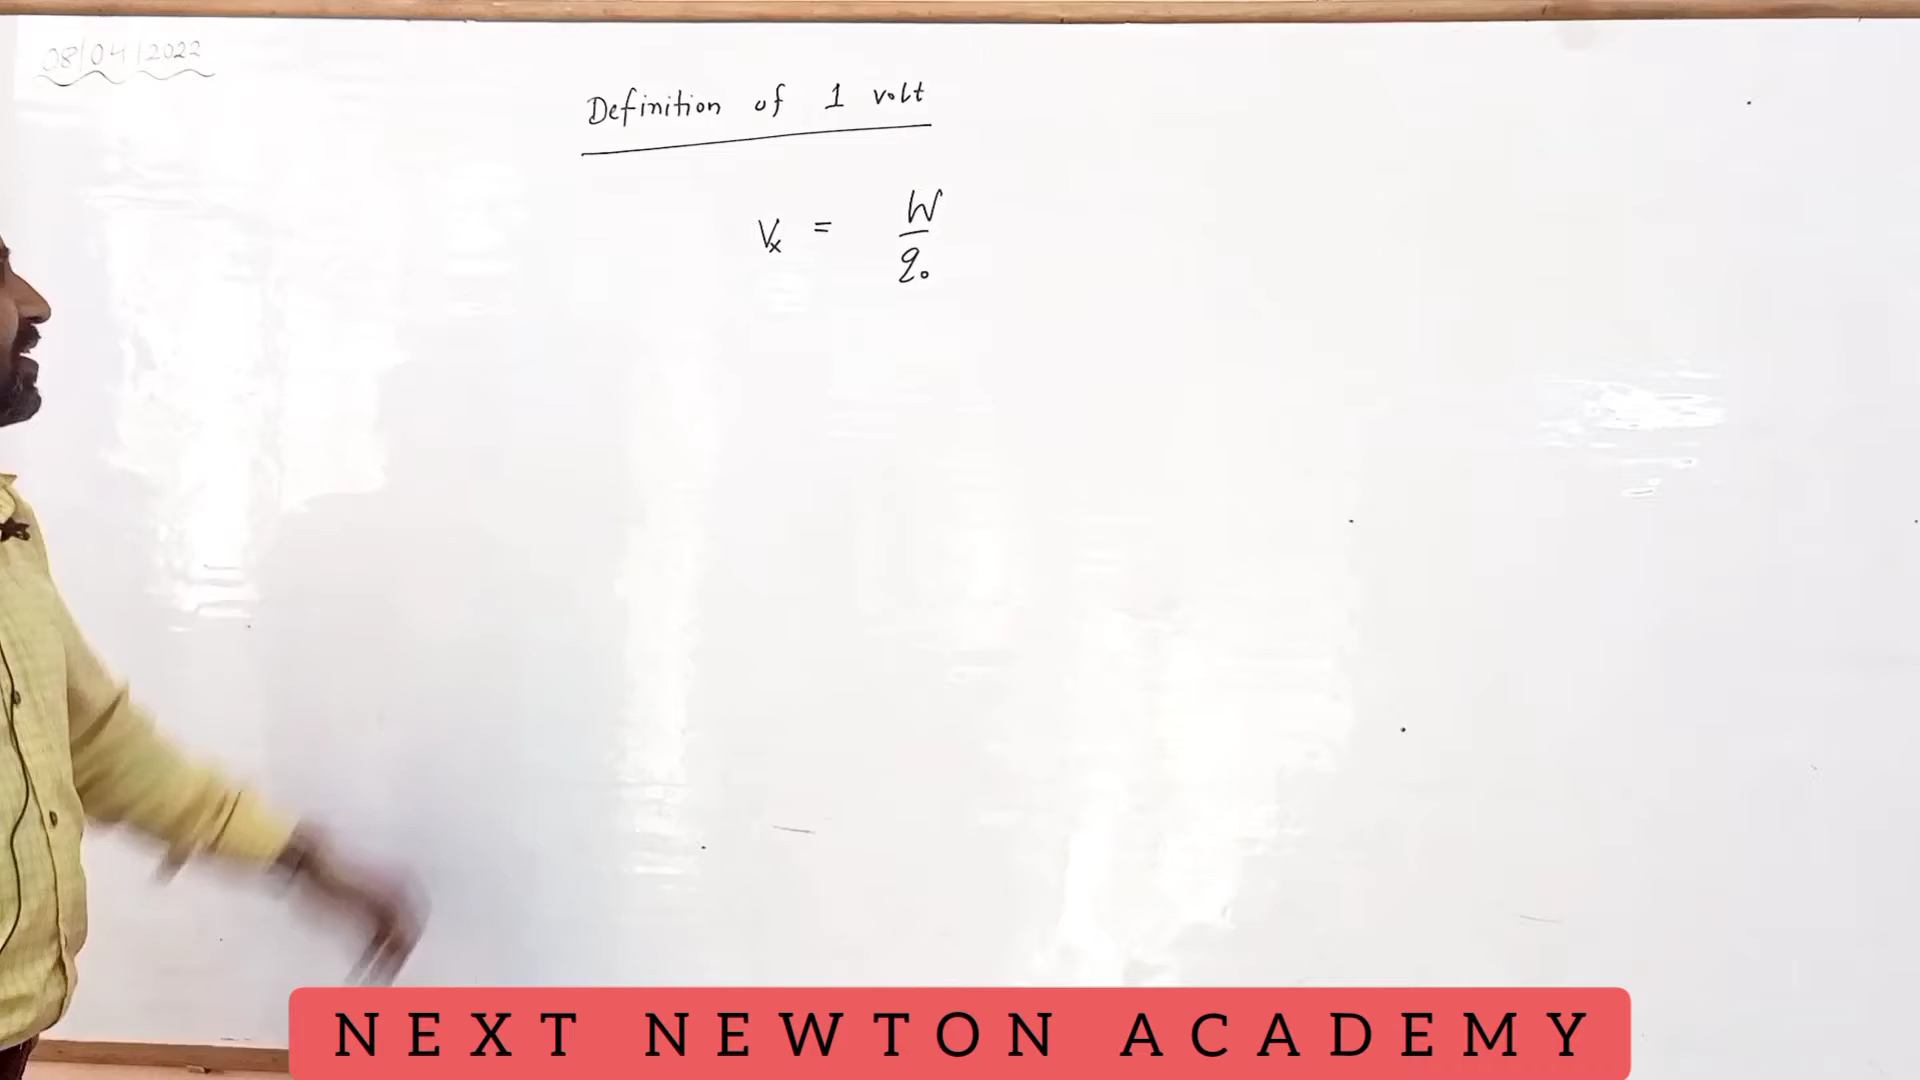 08/04/2022
Definition of 1 volt
Vₓ = W/q₀
NEXT NEWTON ACADEMY